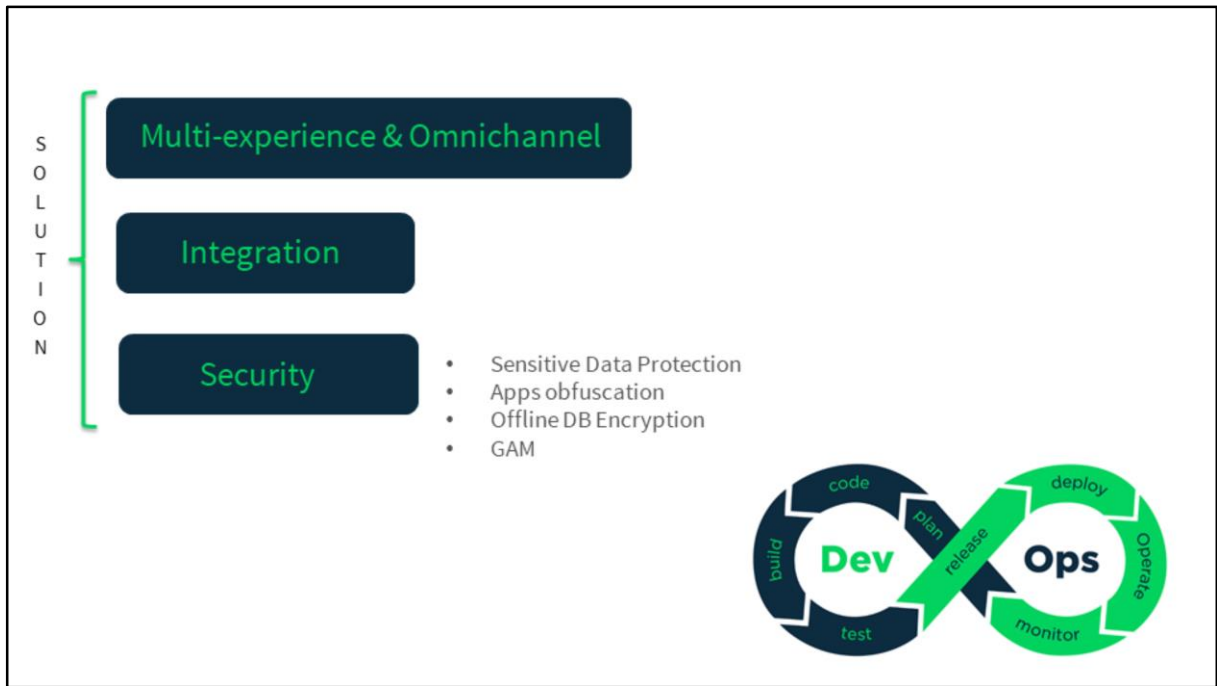 SOLUTION
Multi-experience & Omnichannel
Integration
Security
• Sensitive Data Protection
• Apps obfuscation
• Offline DB Encryption
• GAM
code
plan
build
Dev
test
release
deploy
Ops
Operate
monitor